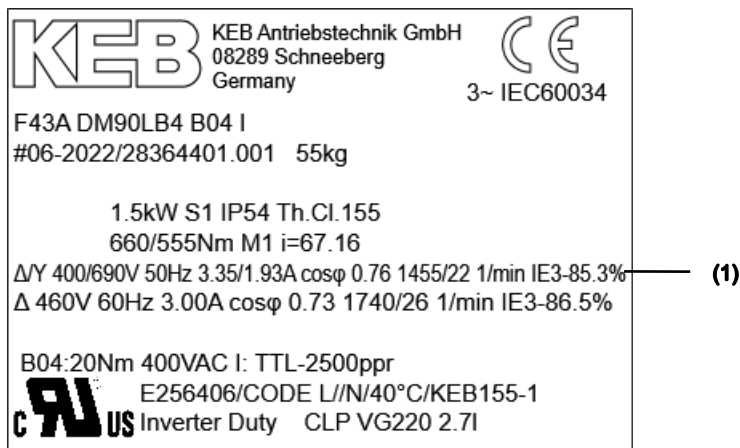 KEB
KEB Antriebstechnik GmbH
08289 Schneeberg
Germany
CE
3~ IEC60034
F43A DM90LB4 B04 I
#06-2022/28364401.001 55kg
1.5kW S1 IP54 Th.Cl.155
660/555Nm M1 i=67.16
Δ/Y 400/690V 50Hz 3.35/1.93A cosφ 0.76 1455/22 1/min IE3-85.3%
(1)
Δ 460V 60Hz 3.00A cosφ 0.73 1740/26 1/min IE3-86.5%
B04:20Nm 400VAC I: TTL-2500ppr
E256406/CODE L//N/40°C/KEB155-1
C RU US Inverter Duty CLP VG220 2.7l